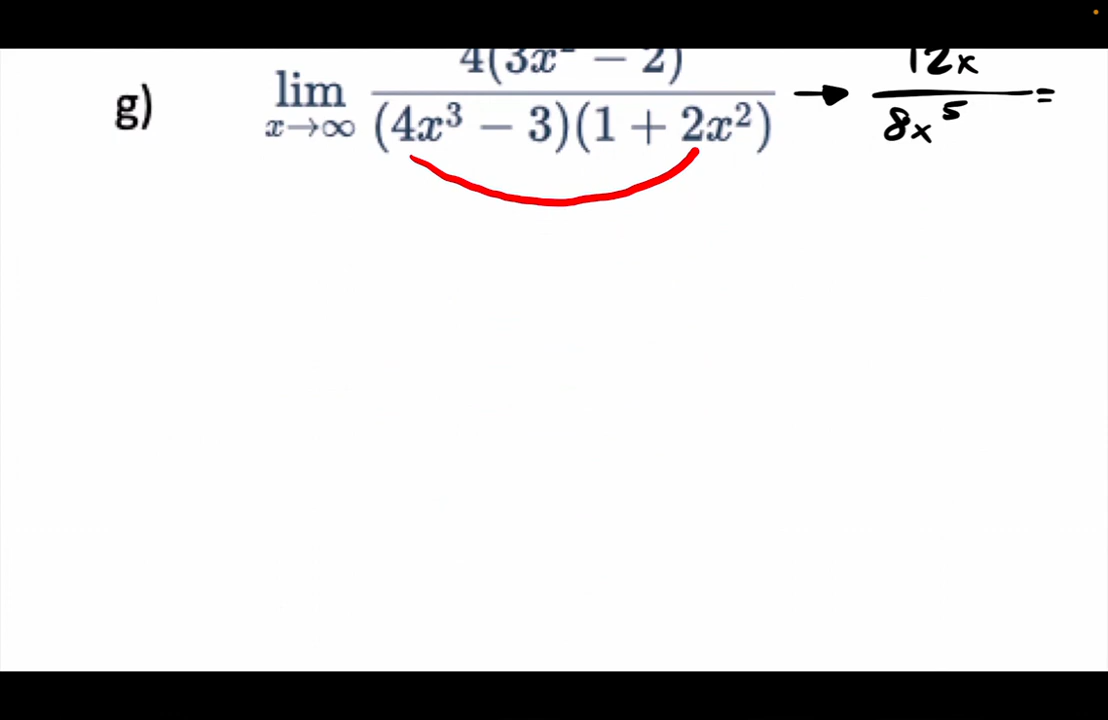 g) lim x→∞ 4(3x² − 2) / (4x³ − 3)(1 + 2x²) → 12x / 8x⁵ =